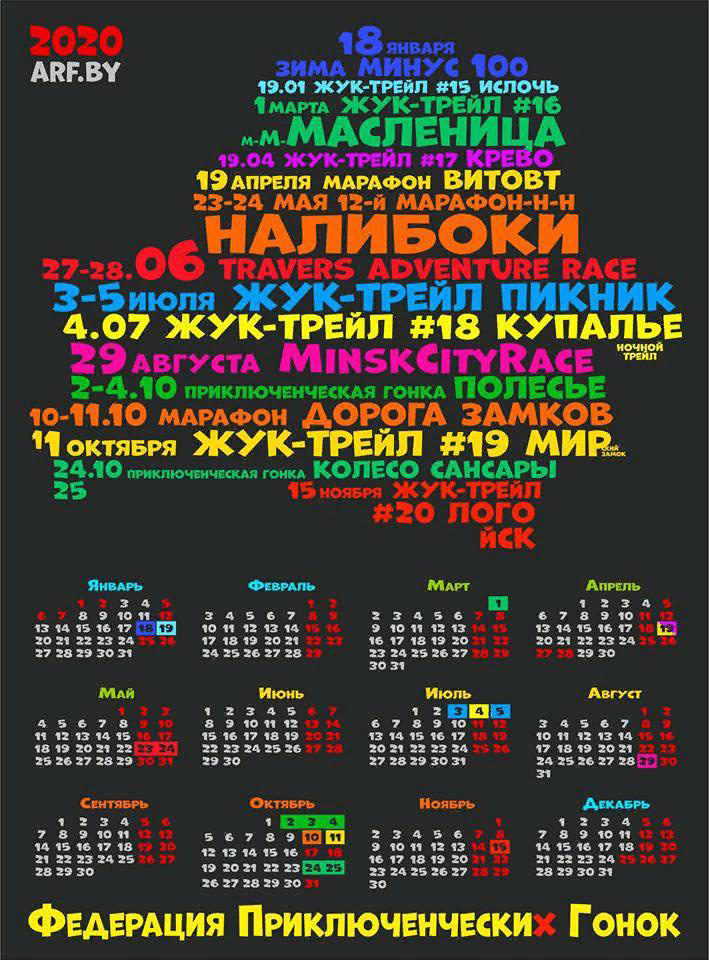 2020
ARF.BY
18 ЯНВАРЯ
ЗИМА МИНУС 100
19.01 ЖУК-ТРЕЙЛ #15 ИСЛОЧЬ
1 МАРТА ЖУК-ТРЕЙЛ #16
М-М-МАСЛЕНИЦА
19.04 ЖУК-ТРЕЙЛ #17 КРЕВО
19 АПРЕЛЯ МАРАФОН ВИТОВТ
23-24 МАЯ 12-Й МАРАФОН-Н-Н
НАЛИБОКИ
27-28.06 TRAVERS ADVENTURE RACE
3-5 ИЮЛЯ ЖУК-ТРЕЙЛ ПИКНИК
4.07 ЖУК-ТРЕЙЛ #18 КУПАЛЬЕ
НОЧНОЙ
ТРЕЙЛ
29 АВГУСТА MINSKCITYRACE
2-4.10 ПРИКЛЮЧЕНЧЕСКАЯ ГОНКА ПОЛЕСЬЕ
10-11.10 МАРАФОН ДОРОГА ЗАМКОВ
11 ОКТЯБРЯ ЖУК-ТРЕЙЛ #19 МИРСКИЙ ЗАМОК
24.10 ПРИКЛЮЧЕНЧЕСКАЯ ГОНКА КОЛЕСО САНСАРЫ
25
15 НОЯБРЯ ЖУК-ТРЕЙЛ
#20 ЛОГО
ЙСК
Январь
1 2 3 4 5
6 7 8 9 10 11 12
13 14 15 16 17 18 19
20 21 22 23 24 25 26
27 28 29 30 31
Февраль
1 2
3 4 5 6 7 8 9
10 11 12 13 14 15 16
17 18 19 20 21 22 23
24 25 26 27 28 29
Март
1
2 3 4 5 6 7 8
9 10 11 12 13 14 15
16 17 18 19 20 21 22
23 24 25 26 27 28 29
30 31
Апрель
1 2 3 4 5
6 7 8 9 10 11 12
13 14 15 16 17 18 19
20 21 22 23 24 25 26
27 28 29 30
Май
1 2 3
4 5 6 7 8 9 10
11 12 13 14 15 16 17
18 19 20 21 22 23 24
25 26 27 28 29 30 31
Июнь
1 2 3 4 5 6 7
8 9 10 11 12 13 14
15 16 17 18 19 20 21
22 23 24 25 26 27 28
29 30
Июль
1 2 3 4 5
6 7 8 9 10 11 12
13 14 15 16 17 18 19
20 21 22 23 24 25 26
27 28 29 30 31
Август
1 2
3 4 5 6 7 8 9
10 11 12 13 14 15 16
17 18 19 20 21 22 23
24 25 26 27 28 29 30
31
Сентябрь
1 2 3 4 5 6
7 8 9 10 11 12 13
14 15 16 17 18 19 20
21 22 23 24 25 26 27
28 29 30
Октябрь
1 2 3 4
5 6 7 8 9 10 11
12 13 14 15 16 17 18
19 20 21 22 23 24 25
26 27 28 29 30 31
Ноябрь
1
2 3 4 5 6 7 8
9 10 11 12 13 14 15
16 17 18 19 20 21 22
23 24 25 26 27 28 29
30
Декабрь
1 2 3 4 5 6
7 8 9 10 11 12 13
14 15 16 17 18 19 20
21 22 23 24 25 26 27
28 29 30 31
Федерация Приключенческих Гонок